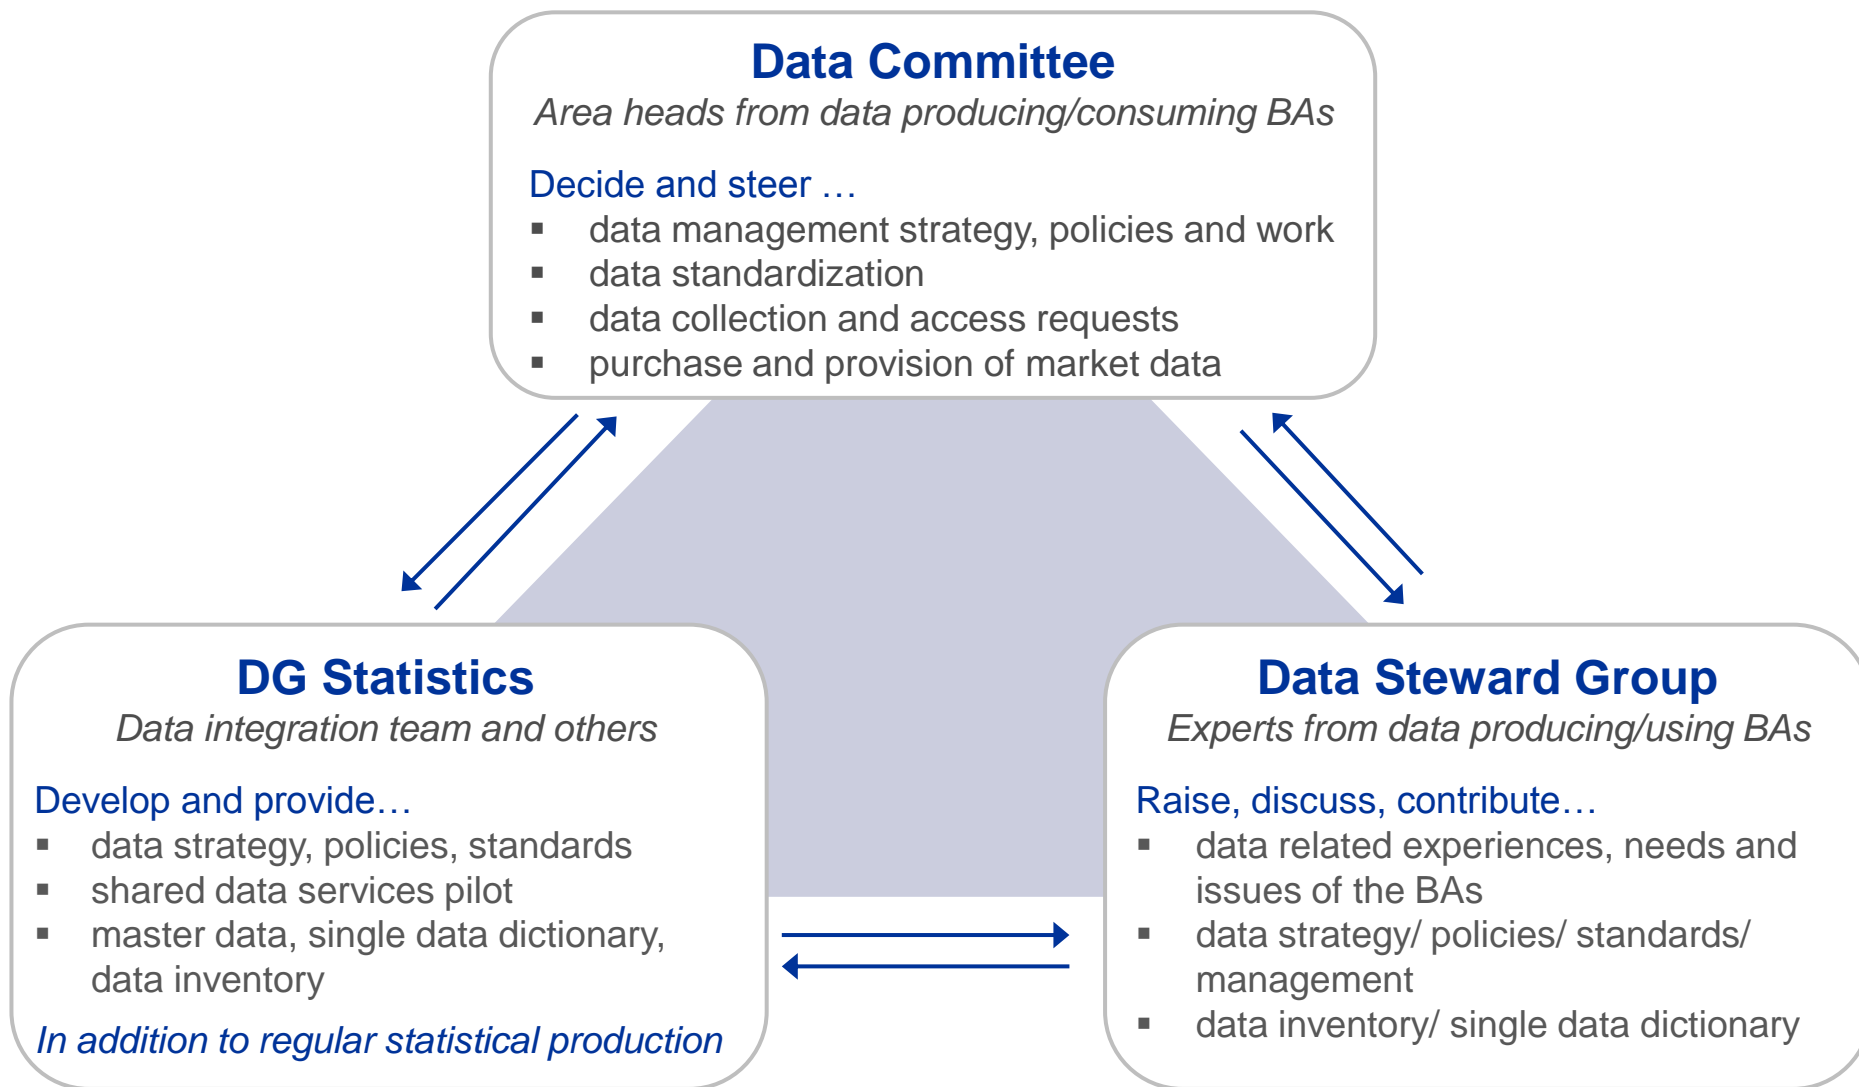 Data Committee
Area heads from data producing/consuming BAs
Decide and steer …
▪ data management strategy, policies and work
▪ data standardization
▪ data collection and access requests
▪ purchase and provision of market data
DG Statistics
Data integration team and others
Develop and provide…
▪ data strategy, policies, standards
▪ shared data services pilot
▪ master data, single data dictionary,
data inventory
In addition to regular statistical production
Data Steward Group
Experts from data producing/using BAs
Raise, discuss, contribute…
▪ data related experiences, needs and
issues of the BAs
▪ data strategy/ policies/ standards/
management
▪ data inventory/ single data dictionary